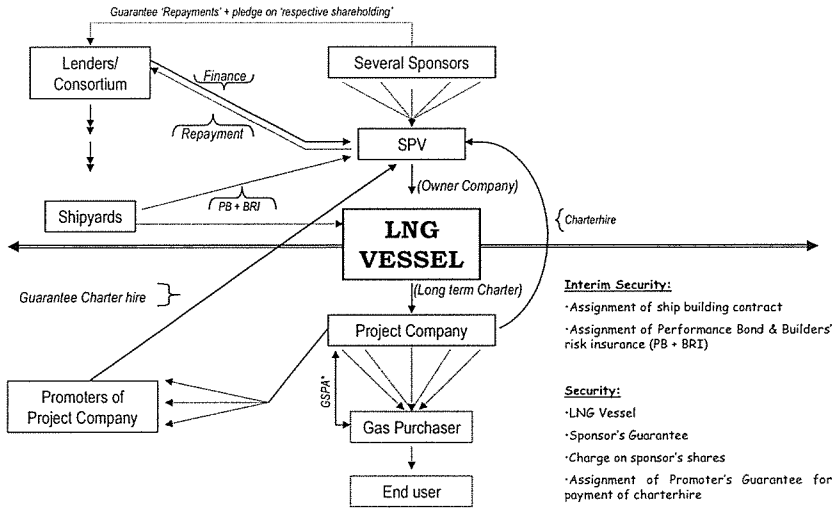 Guarantee 'Repayments' + pledge on 'respective shareholding'
Lenders/
Consortium
Several Sponsors
Finance
Repayment
SPV
(Owner Company)
Shipyards
PB + BRI
LNG
VESSEL
Charterhire
Guarantee Charter hire
(Long term Charter)
Project Company
Promoters of
Project Company
GSPA*
Gas Purchaser
End user
Interim Security:
·Assignment of ship building contract
·Assignment of Performance Bond & Builders'
risk insurance (PB + BRI)
Security:
·LNG Vessel
·Sponsor's Guarantee
·Charge on sponsor's shares
·Assignment of Promoter's Guarantee for
payment of charterhire